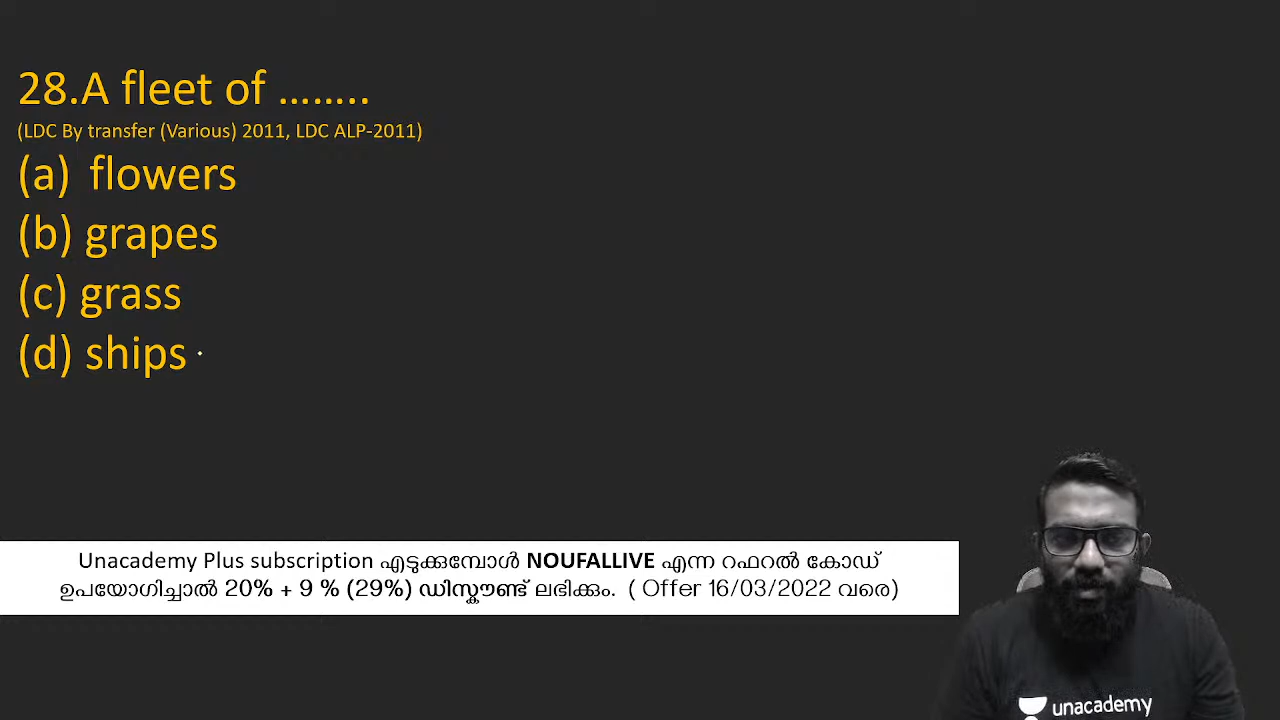 28.A fleet of ........
(LDC By transfer (Various) 2011, LDC ALP-2011)
(a) flowers
(b) grapes
(c) grass
(d) ships
Unacademy Plus subscription എടുക്കുമ്പോൾ NOUFALLIVE എന്ന റഫറൽ കോഡ്
ഉപയോഗിച്ചാൽ 20% + 9 % (29%) ഡിസ്കൗണ്ട് ലഭിക്കും. ( Offer 16/03/2022 വരെ)
unacademy